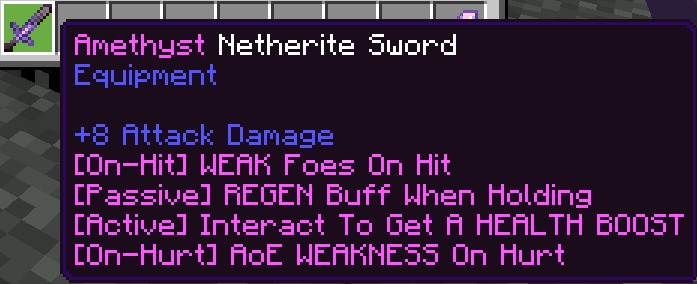 Amethyst Netherite Sword
Equipment
+8 Attack Damage
[On-Hit] WEAK Foes On Hit
[Passive] REGEN Buff When Holding
[Active] Interact To Get A HEALTH BOOST
[On-Hurt] AoE WEAKNESS On Hurt